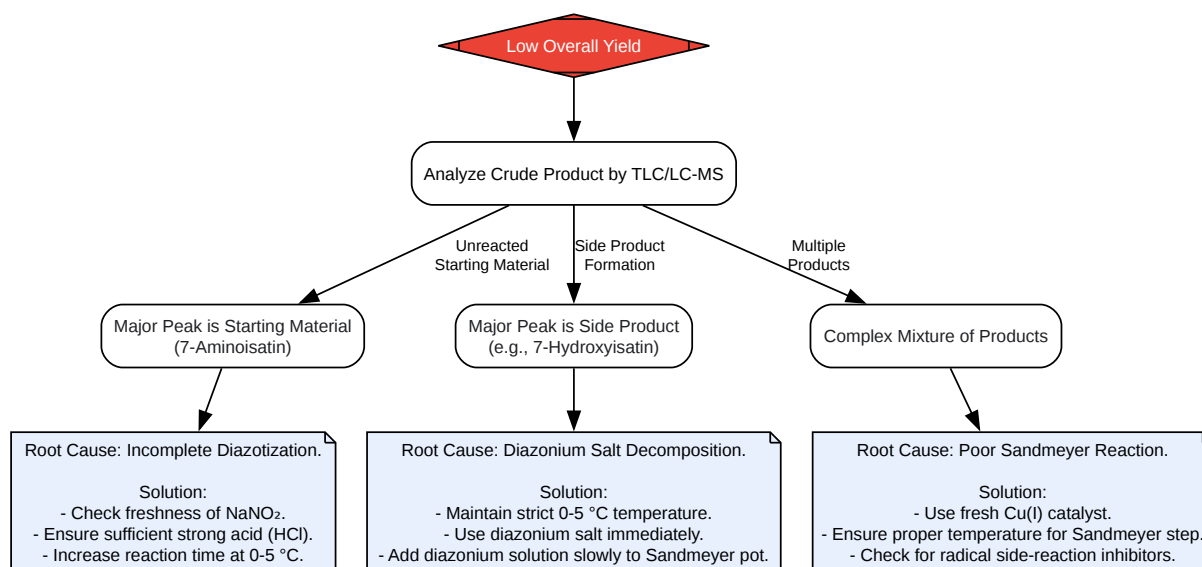 Low Overall Yield
Analyze Crude Product by TLC/LC-MS
Unreacted
Starting Material
Side Product
Formation
Multiple
Products
Major Peak is Starting Material
(7-Aminoisatin)
Major Peak is Side Product
(e.g., 7-Hydroxyisatin)
Complex Mixture of Products
Root Cause: Incomplete Diazotization.
Solution:
- Check freshness of NaNO₂.
- Ensure sufficient strong acid (HCl).
- Increase reaction time at 0-5 °C.
Root Cause: Diazonium Salt Decomposition.
Solution:
- Maintain strict 0-5 °C temperature.
- Use diazonium salt immediately.
- Add diazonium solution slowly to Sandmeyer pot.
Root Cause: Poor Sandmeyer Reaction.
Solution:
- Use fresh Cu(I) catalyst.
- Ensure proper temperature for Sandmeyer step.
- Check for radical side-reaction inhibitors.